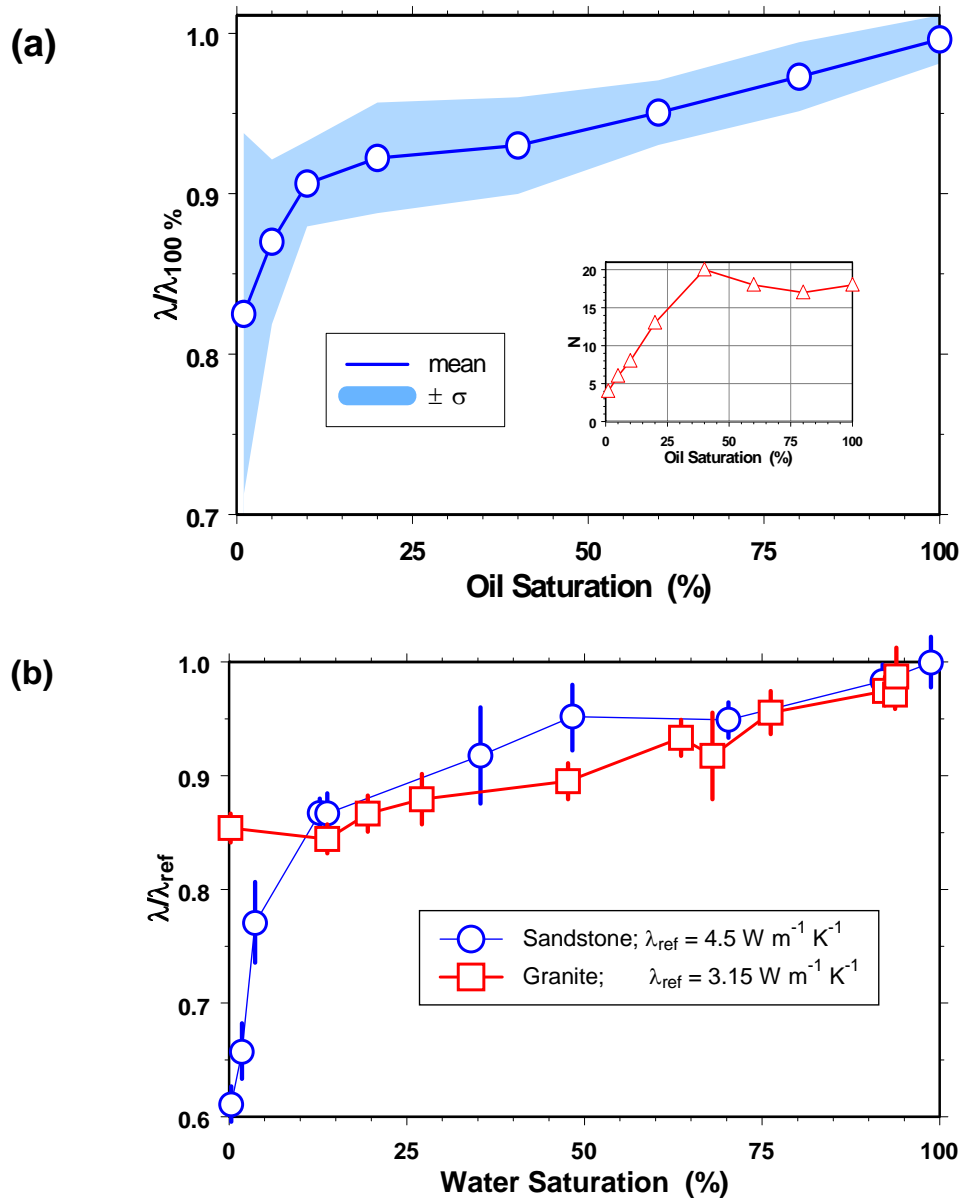 (a)
1.0
0.9
0.8
0.7
λ/λ100 %
mean
± σ
20
15
10
5
0
N
0 25 50 75 100
Oil Saturation (%)
0 25 50 75 100
Oil Saturation (%)
(b)
1.0
0.9
0.8
0.7
0.6
λ/λref
Sandstone; λref = 4.5 W m-1 K-1
Granite; λref = 3.15 W m-1 K-1
0 25 50 75 100
Water Saturation (%)